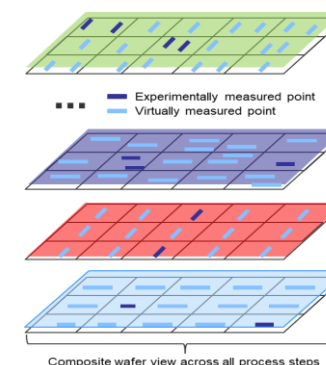 Experimentally measured point
Virtually measured point
Composite wafer view across all process steps